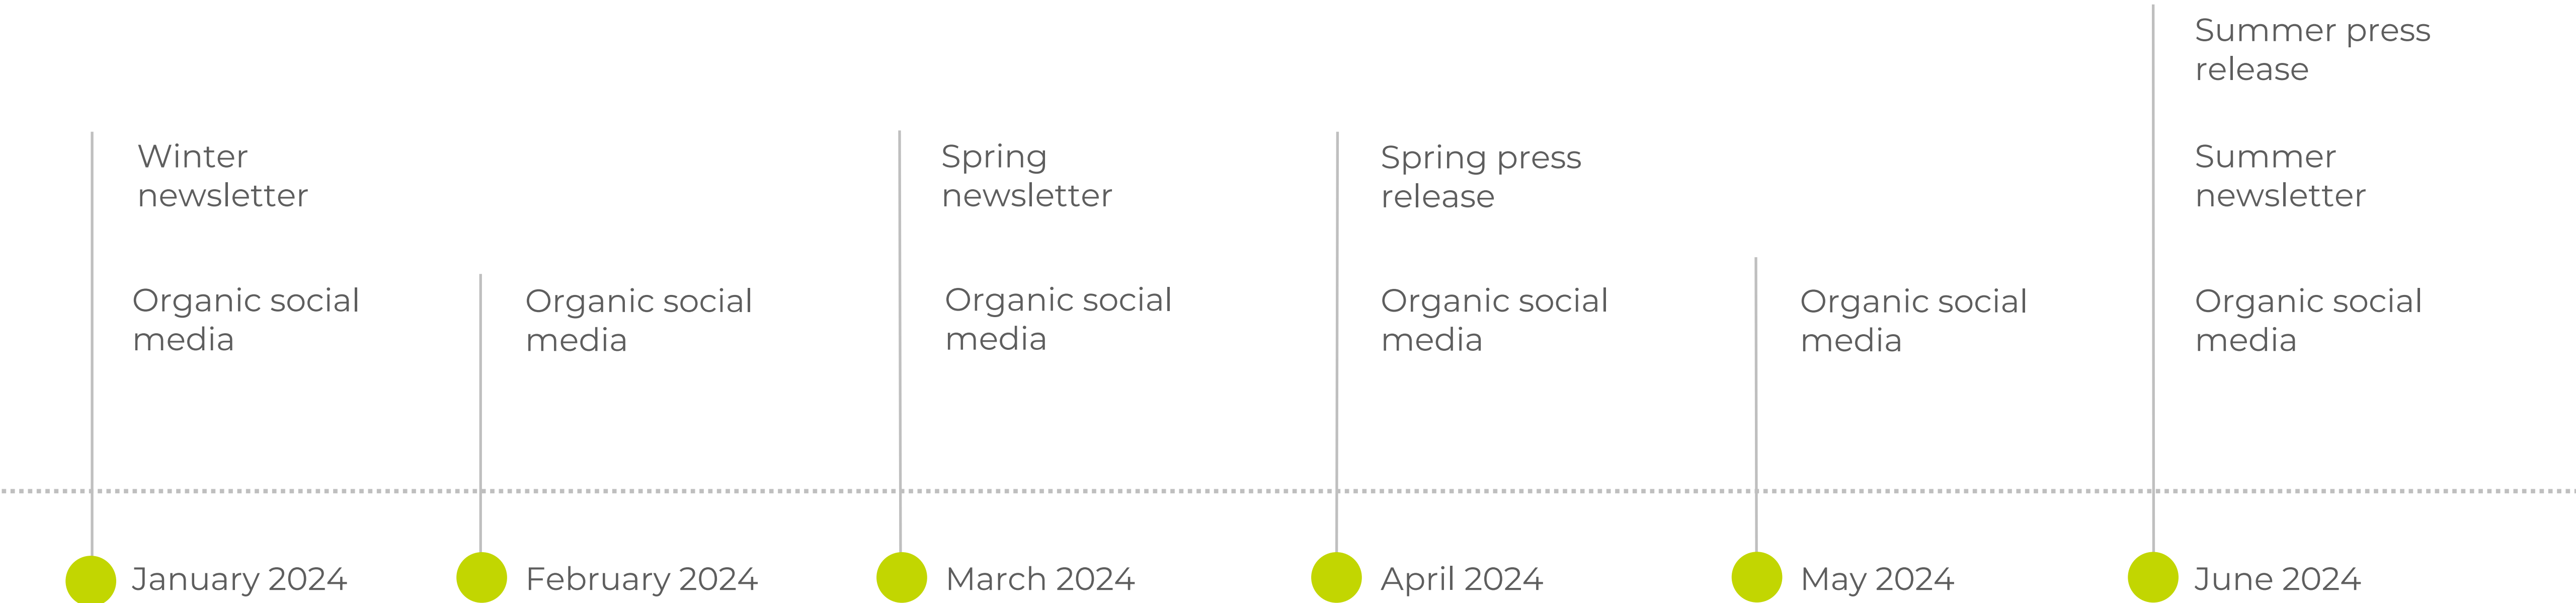 Winter
newsletter
Organic social
media
January 2024
Organic social
media
February 2024
Spring
newsletter
Organic social
media
March 2024
Spring press
release
Organic social
media
April 2024
Organic social
media
May 2024
Summer press
release
Summer
newsletter
Organic social
media
June 2024